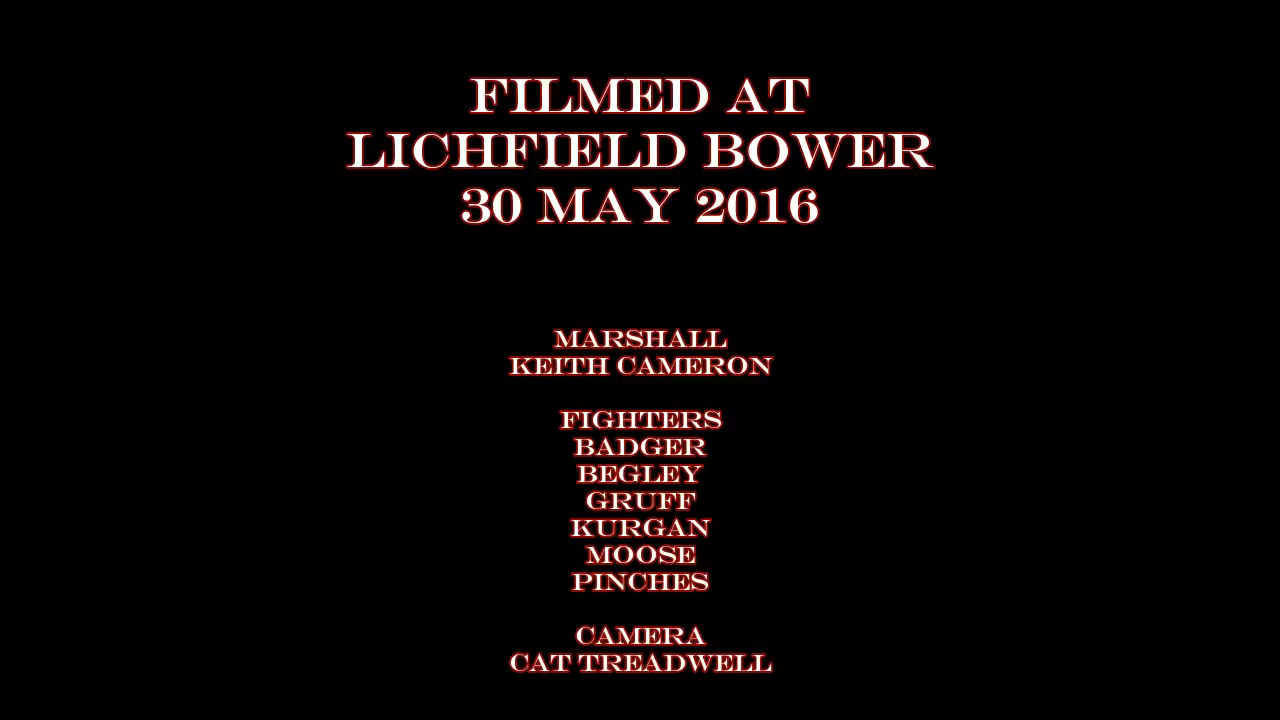 FILMED AT
LICHFIELD BOWER
30 MAY 2016
MARSHALL
KEITH CAMERON
FIGHTERS
BADGER
BEGLEY
GRUFF
KURGAN
MOOSE
PINCHES
CAMERA
CAT TREADWELL